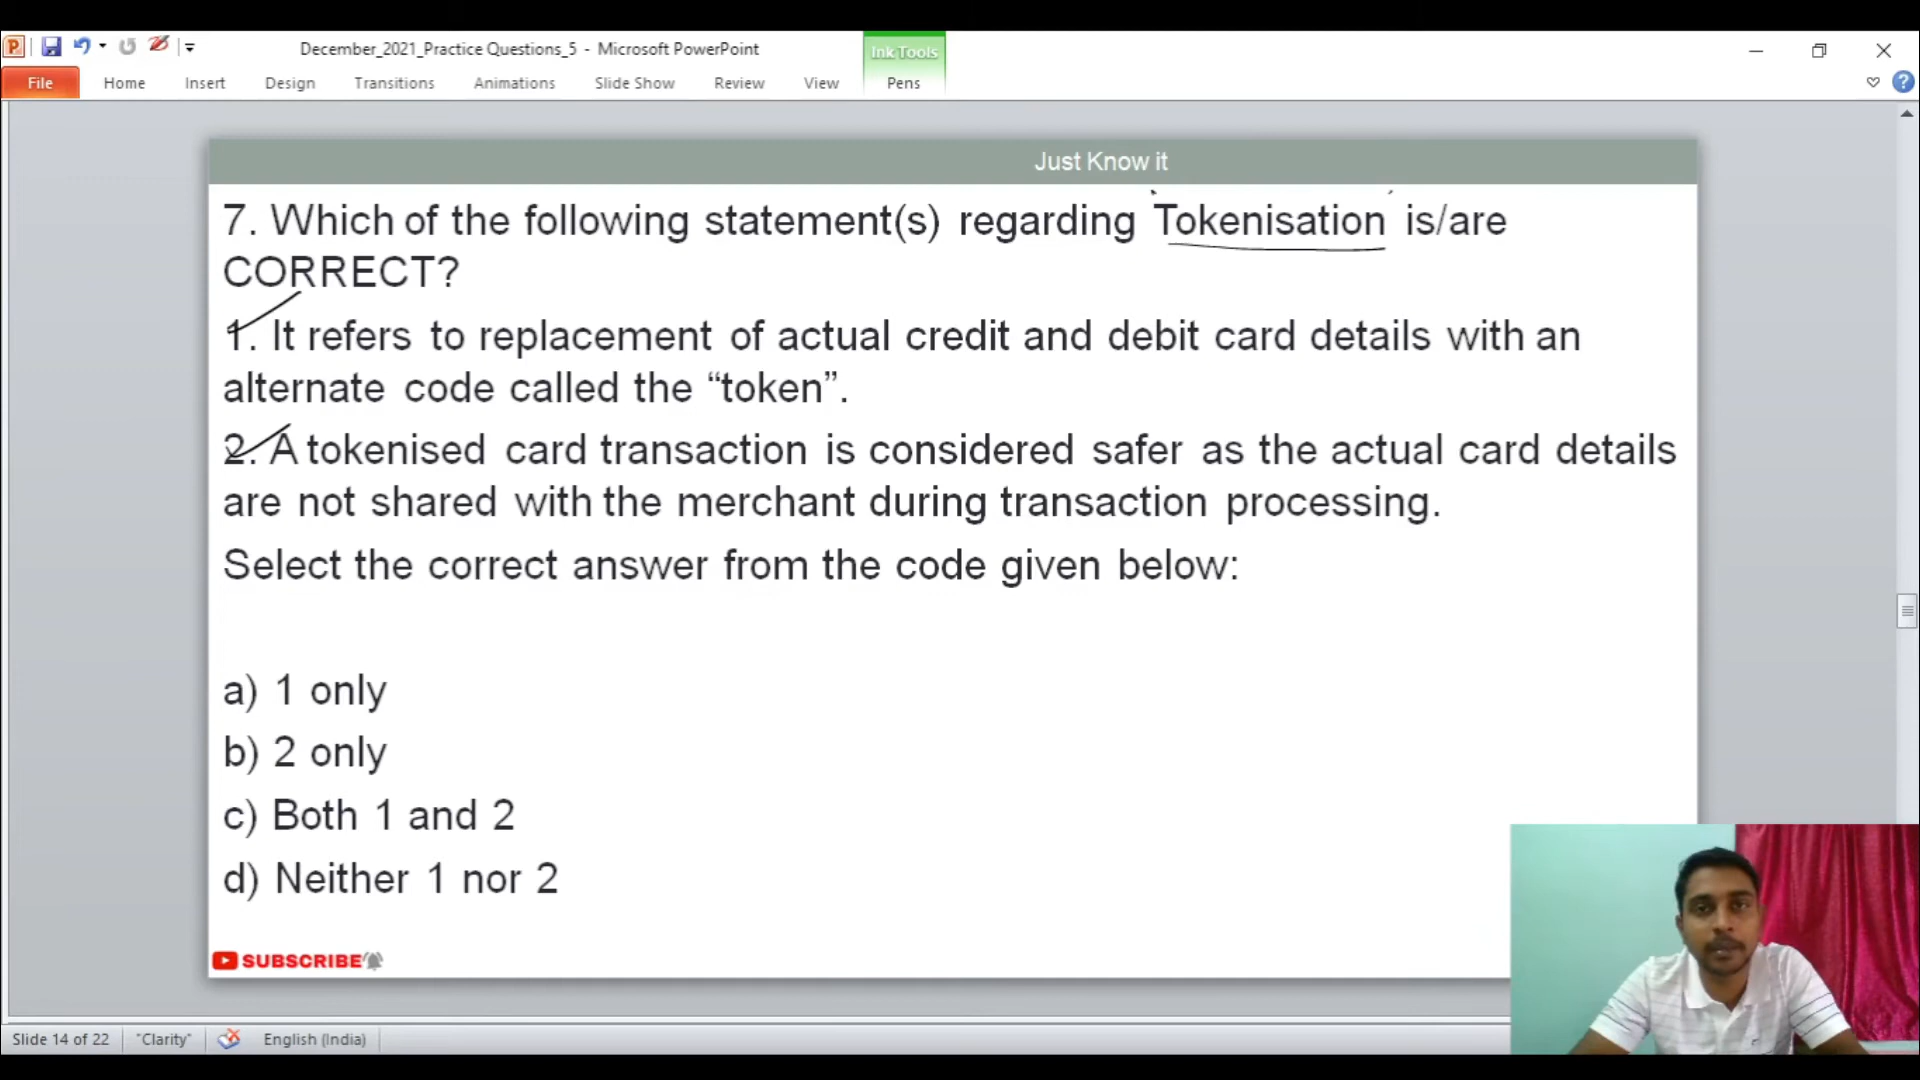 December_2021_Practice Questions_5 - Microsoft PowerPoint
Ink Tools
File Home Insert Design Transitions Animations Slide Show Review View Pens
Just Know it
7. Which of the following statement(s) regarding Tokenisation is/are
CORRECT?
1. It refers to replacement of actual credit and debit card details with an
alternate code called the “token”.
2. A tokenised card transaction is considered safer as the actual card details
are not shared with the merchant during transaction processing.
Select the correct answer from the code given below:
a) 1 only
b) 2 only
c) Both 1 and 2
d) Neither 1 nor 2
SUBSCRIBE
Slide 14 of 22 "Clarity" English (India)